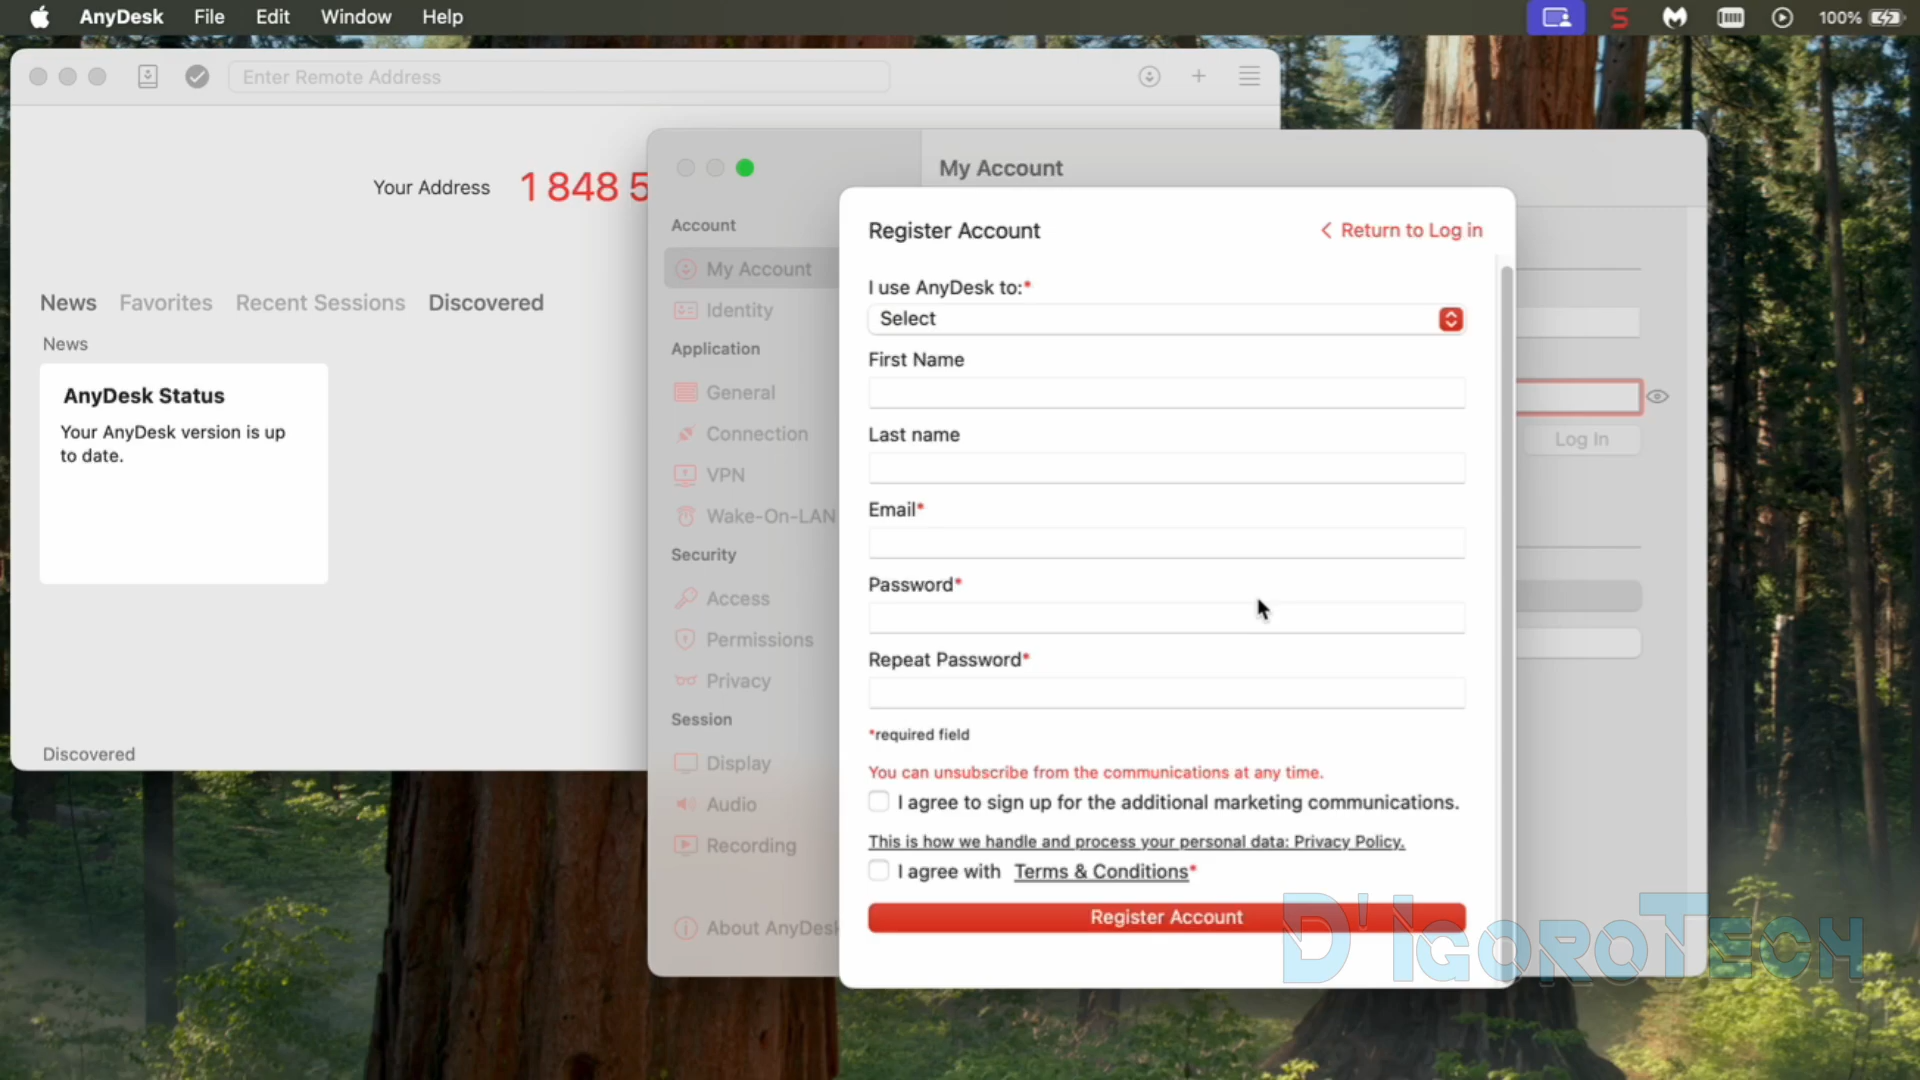 AnyDesk File Edit Window Help
100%
Enter Remote Address
Your Address 1 848 5
News Favorites Recent Sessions Discovered
News
AnyDesk Status
Your AnyDesk version is up
to date.
Discovered
My Account
Account
My Account
Identity
Application
General
Connection
VPN
Wake-On-LAN
Security
Access
Permissions
Privacy
Session
Display
Audio
Recording
About AnyDesk
Log In
Register Account
Return to Log in
I use AnyDesk to:*
Select
First Name
Last name
Email*
Password*
Repeat Password*
*required field
You can unsubscribe from the communications at any time.
I agree to sign up for the additional marketing communications.
This is how we handle and process your personal data: Privacy Policy.
I agree with Terms & Conditions*
Register Account
D'IGOROTECH